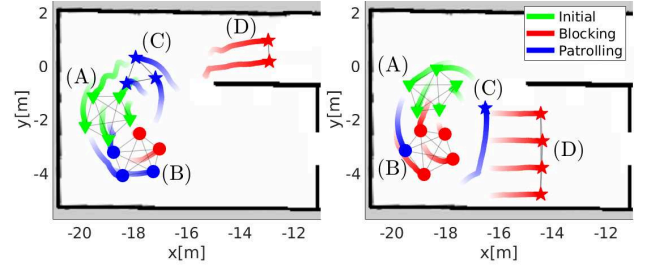 2
0
-2
-4
y[m]
-20
-18
-16
-14
-12
x[m]
(A)
(C)
(D)
(B)
2
0
-2
-4
y[m]
-20
-18
-16
-14
-12
x[m]
(A)
(C)
(B)
(D)
Initial
Blocking
Patrolling